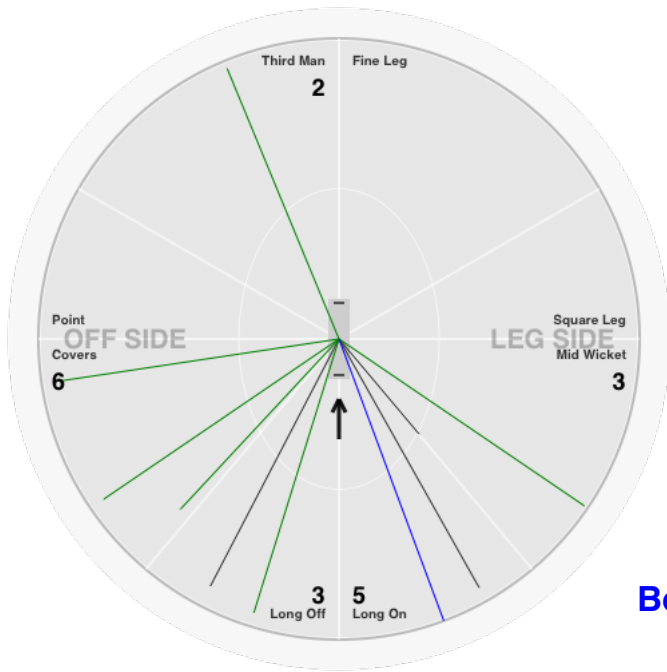 Third Man
2
Fine Leg
Point
OFF SIDE
Covers
6
Square Leg
LEG SIDE
Mid Wicket
3
3
Long Off
5
Long On